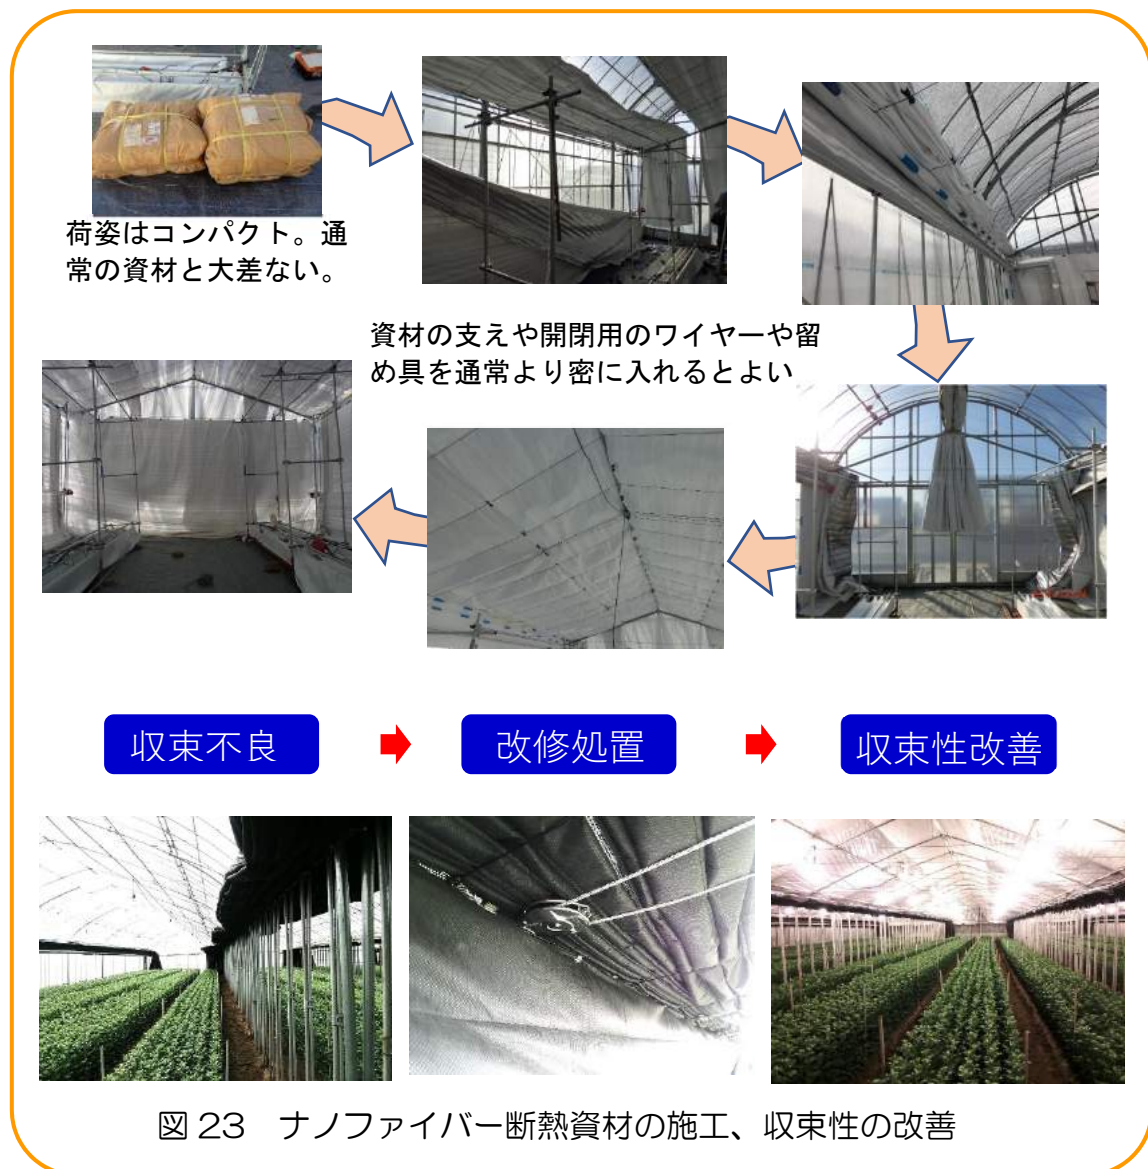 荷姿はコンパクト。通
常の資材と大差ない。
資材の支えや開閉用のワイヤーや留
め具を通常より密に入れるとよい
収束不良
改修処置
収束性改善
図 23　ナノファイバー断熱資材の施工、収束性の改善